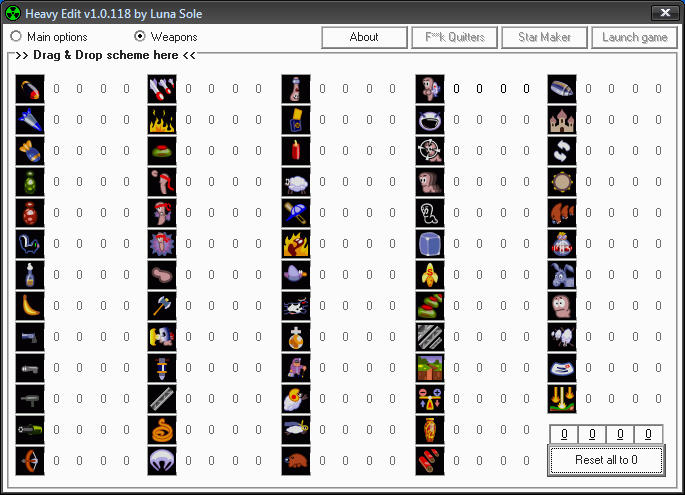 Heavy Edit v1.0.118 by Luna Sole
Main options Weapons About F**k Quitters Star Maker Launch game
>> Drag & Drop scheme here <<
0 0 0 0 0 0 0 0 0 0 0 0 0 0 0 0 0 0 0 0
0 0 0 0 0 0 0 0 0 0 0 0 0 0 0 0 0 0 0 0
0 0 0 0 0 0 0 0 0 0 0 0 0 0 0 0 0 0 0 0
0 0 0 0 0 0 0 0 0 0 0 0 0 0 0 0 0 0 0 0
0 0 0 0 0 0 0 0 0 0 0 0 0 0 0 0 0 0 0 0
0 0 0 0 0 0 0 0 0 0 0 0 0 0 0 0 0 0 0 0
0 0 0 0 0 0 0 0 0 0 0 0 0 0 0 0 0 0 0 0
0 0 0 0 0 0 0 0 0 0 0 0 0 0 0 0 0 0 0 0
0 0 0 0 0 0 0 0 0 0 0 0 0 0 0 0 0 0 0 0
0 0 0 0 0 0 0 0 0 0 0 0 0 0 0 0 0 0 0 0
0 0 0 0 0 0 0 0 0 0 0 0 0 0 0 0 0 0 0 0
0 0 0 0 0 0 0 0 0 0 0 0 0 0 0 0 0 0 0 0
0 0 0 0 0 0 0 0 0 0 0 0 0 0 0 0 Reset all to 0